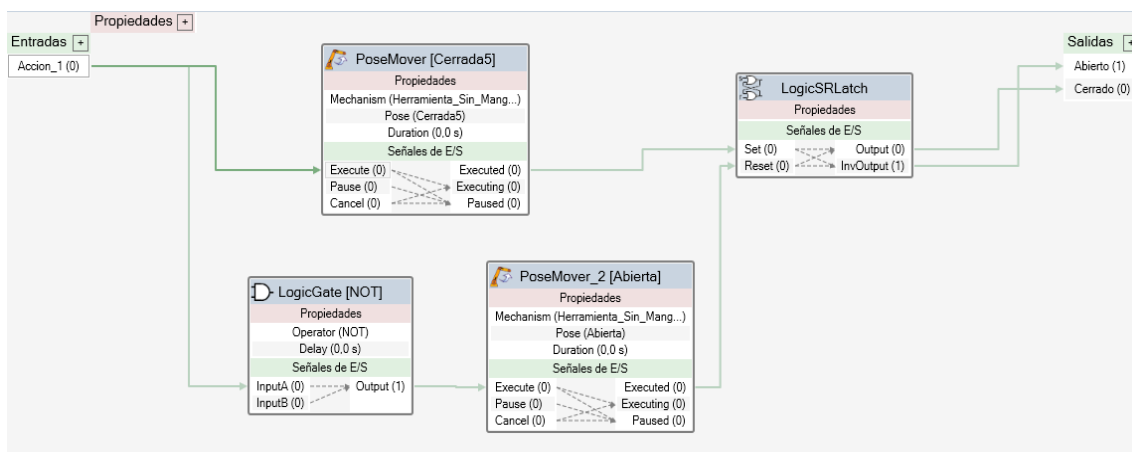 Propiedades +
Entradas +
Salidas +
Accion_1 (0)
Abierto (1)
Cerrado (0)
PoseMover [Cerrada5]
Propiedades
Mechanism (Herramienta_Sin_Mang...)
Pose (Cerrada5)
Duration (0,0 s)
Señales de E/S
Execute (0) Executed (0)
Pause (0) Executing (0)
Cancel (0) Paused (0)
LogicSRLatch
Propiedades
Señales de E/S
Set (0) Output (0)
Reset (0) InvOutput (1)
LogicGate [NOT]
Propiedades
Operator (NOT)
Delay (0,0 s)
Señales de E/S
InputA (0) Output (1)
InputB (0)
PoseMover_2 [Abierta]
Propiedades
Mechanism (Herramienta_Sin_Mang...)
Pose (Abierta)
Duration (0,0 s)
Señales de E/S
Execute (0) Executed (0)
Pause (0) Executing (0)
Cancel (0) Paused (0)